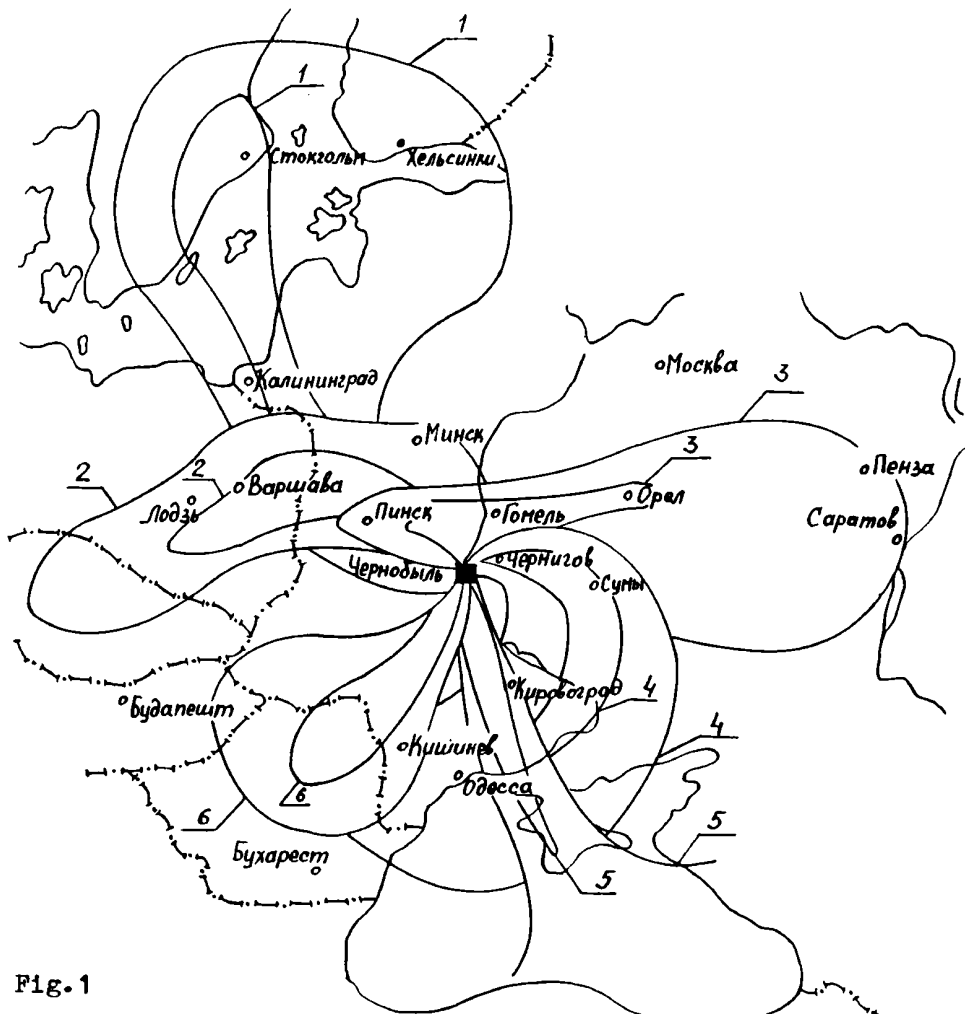 1
1
Стокгольм
Хельсинки
Калининград
Москва
3
Минск
3
Пенза
2
2
Варшава
Лодзь
Орел
Пинск
Гомель
Саратов
Чернобыль
Чернигов
Сумы
Кировоград
4
Будапешт
4
Кишинев
Одесса
6
6
5
Бухарест
5
Fig.1